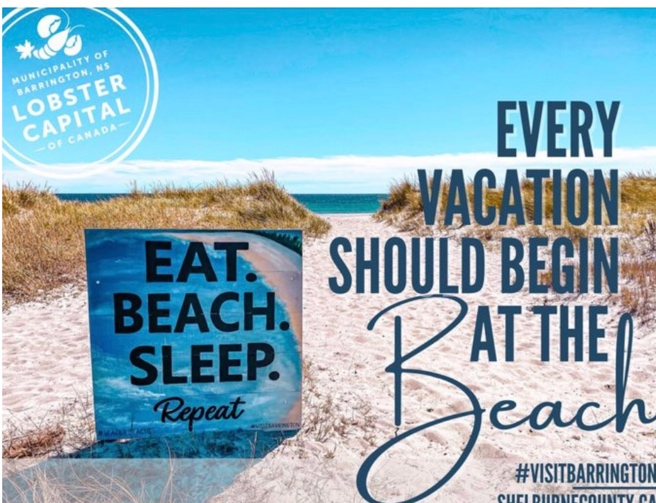 MUNICIPALITY OF
BARRINGTON, NS
LOBSTER
CAPITAL
OF CANADA
EVERY
VACATION
SHOULD BEGIN
AT THE
Beach
EAT.
BEACH.
SLEEP.
Repeat
#VISITBARRINGTON